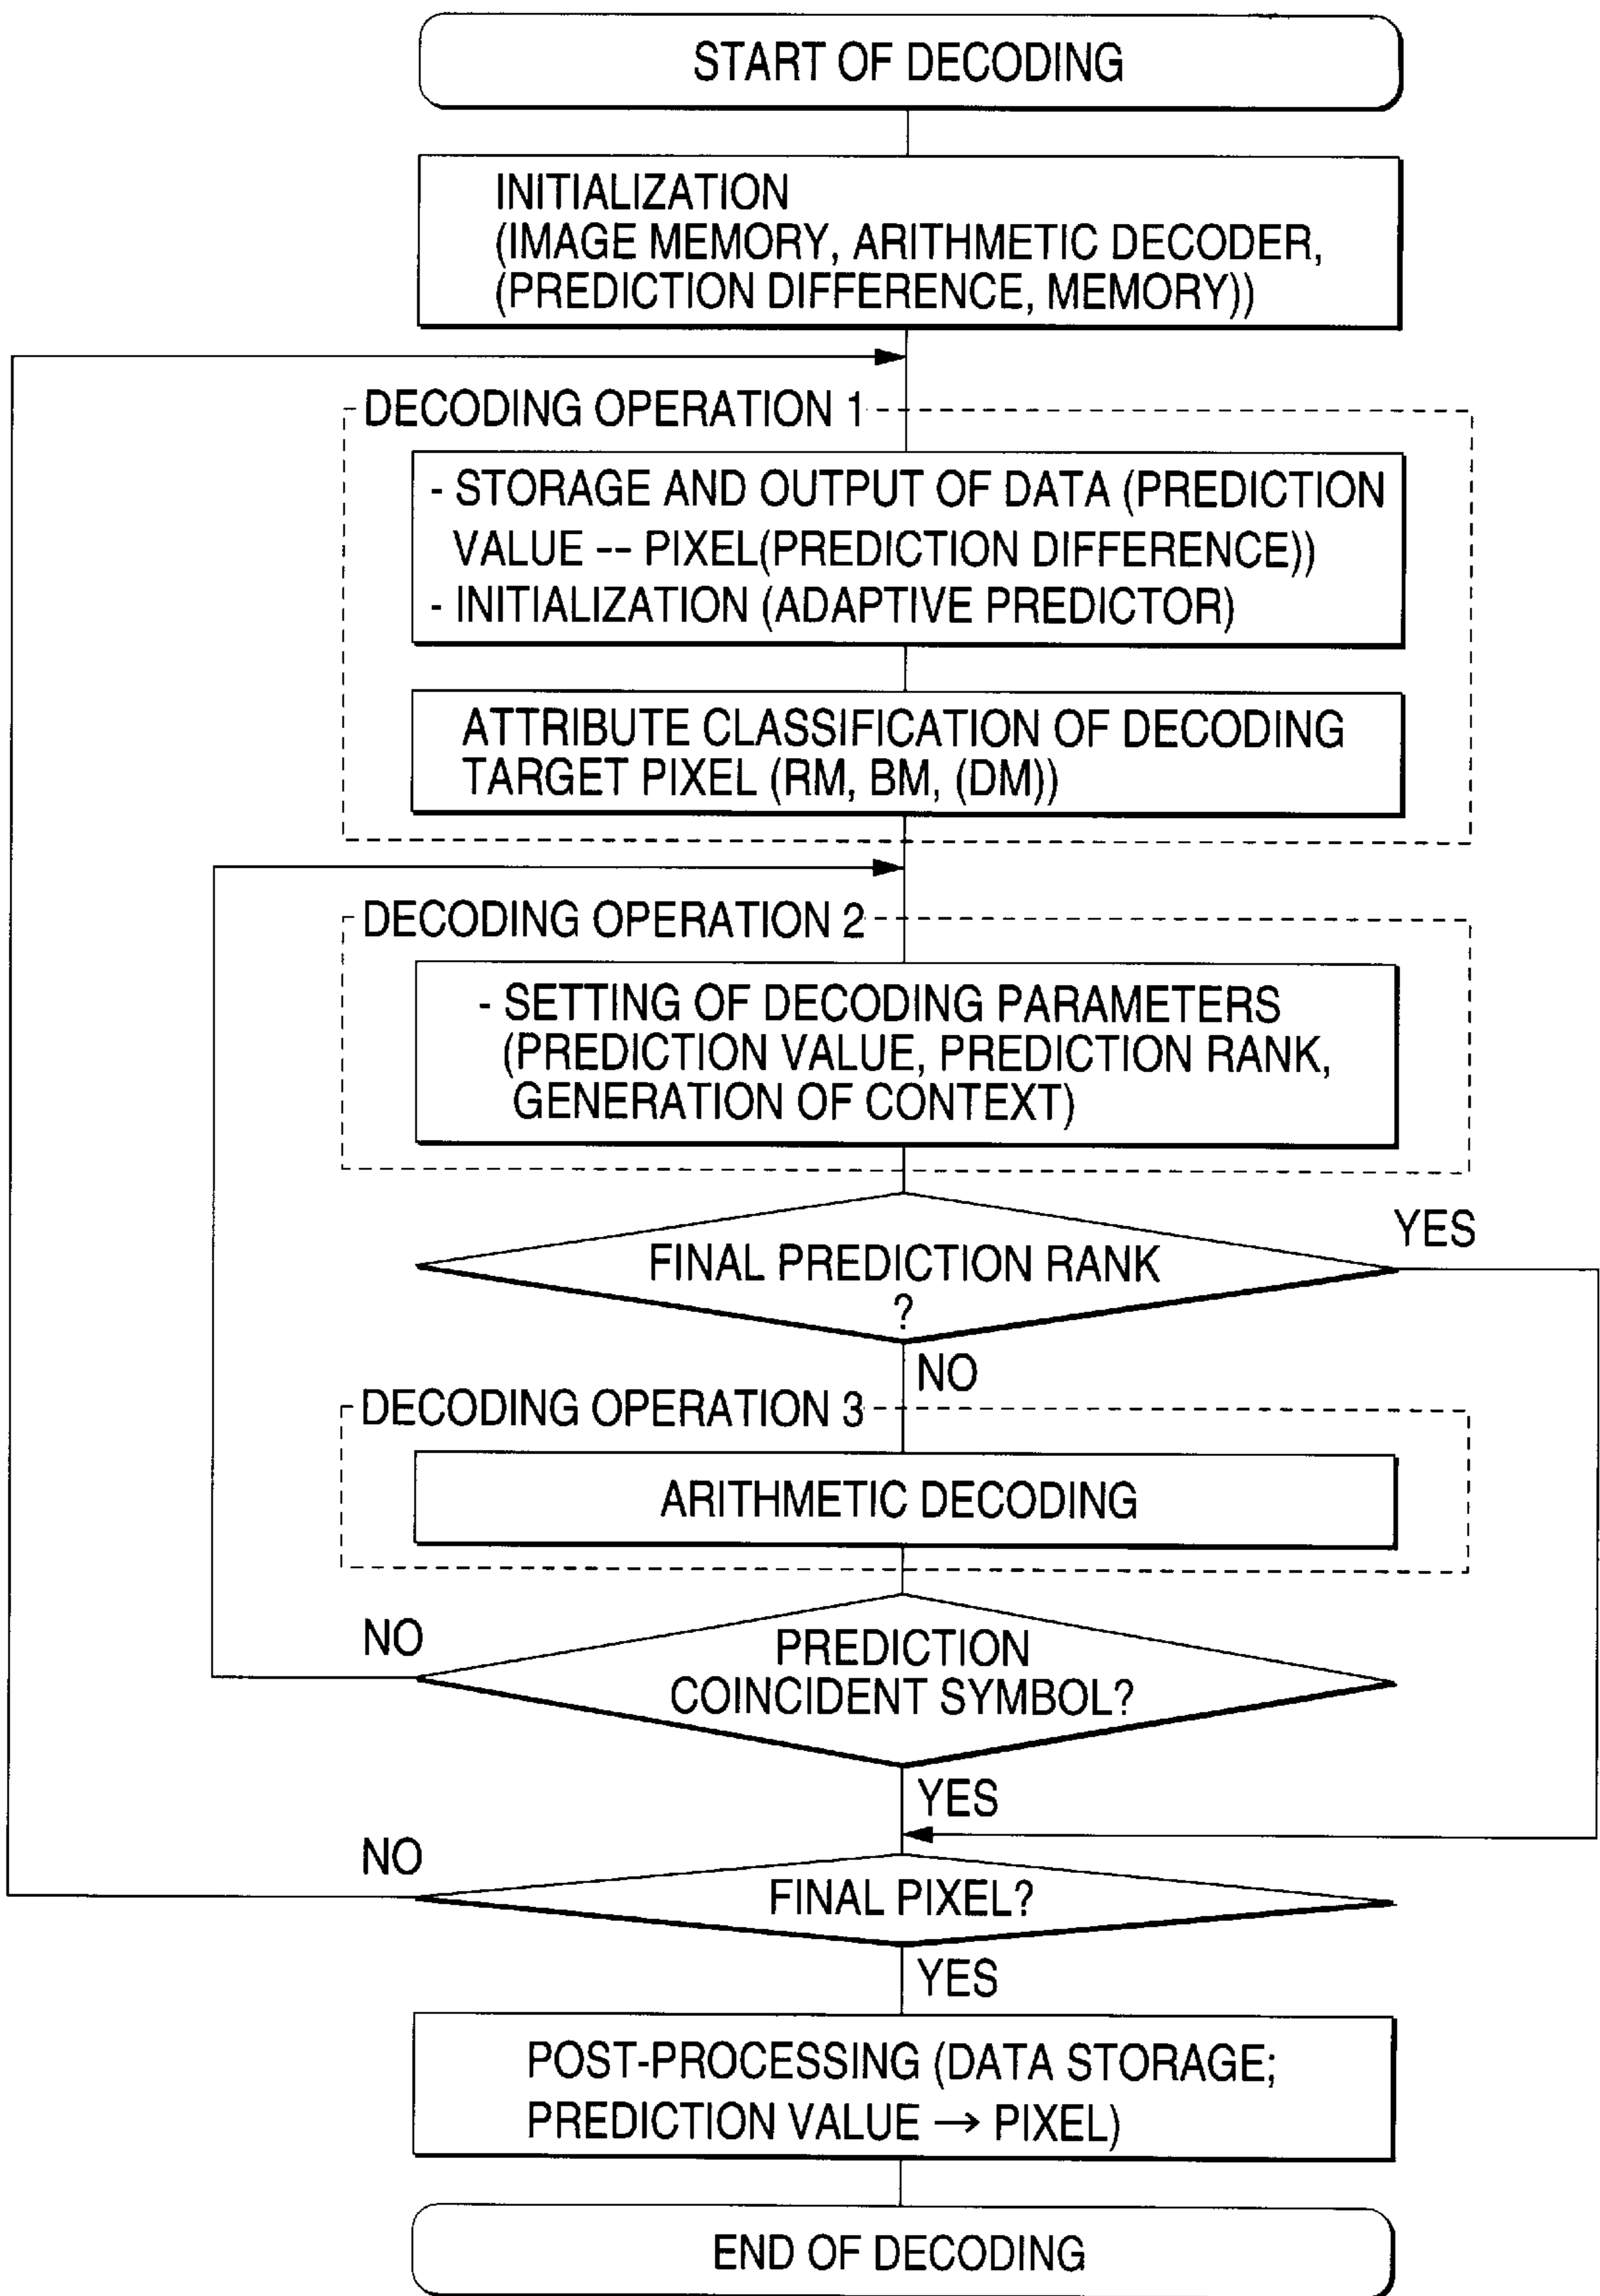 START OF DECODING
INITIALIZATION
(IMAGE MEMORY, ARITHMETIC DECODER,
(PREDICTION DIFFERENCE, MEMORY))
DECODING OPERATION 1
- STORAGE AND OUTPUT OF DATA (PREDICTION
VALUE -- PIXEL(PREDICTION DIFFERENCE))
- INITIALIZATION (ADAPTIVE PREDICTOR)
ATTRIBUTE CLASSIFICATION OF DECODING
TARGET PIXEL (RM, BM, (DM))
DECODING OPERATION 2
- SETTING OF DECODING PARAMETERS
(PREDICTION VALUE, PREDICTION RANK,
GENERATION OF CONTEXT)
YES
FINAL PREDICTION RANK
?
NO
DECODING OPERATION 3
ARITHMETIC DECODING
NO
PREDICTION
COINCIDENT SYMBOL?
YES
NO
FINAL PIXEL?
YES
POST-PROCESSING (DATA STORAGE;
PREDICTION VALUE → PIXEL)
END OF DECODING